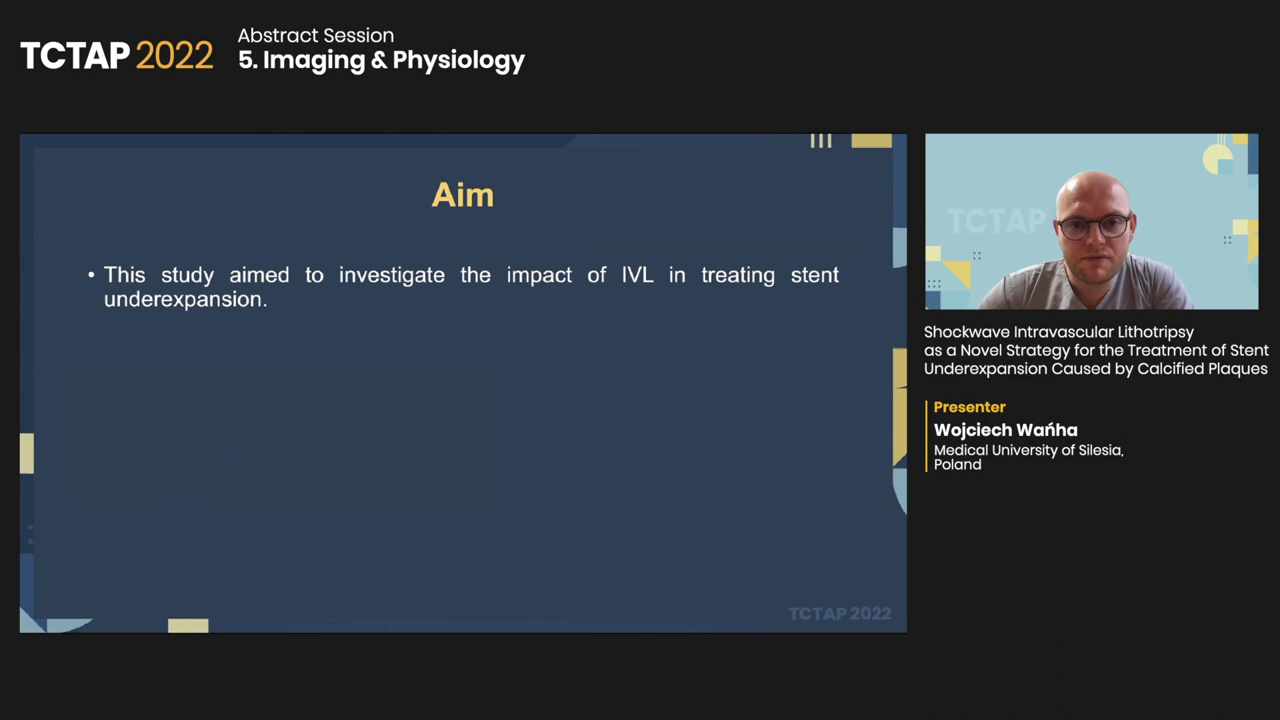 TCTAP 2022
Abstract Session
5. Imaging & Physiology
Aim
• This study aimed to investigate the impact of IVL in treating stent
underexpansion.
TCTAP 2022
TCTAP
Shockwave Intravascular Lithotripsy
as a Novel Strategy for the Treatment of Stent
Underexpansion Caused by Calcified Plaques
Presenter
Wojciech Wańha
Medical University of Silesia,
Poland